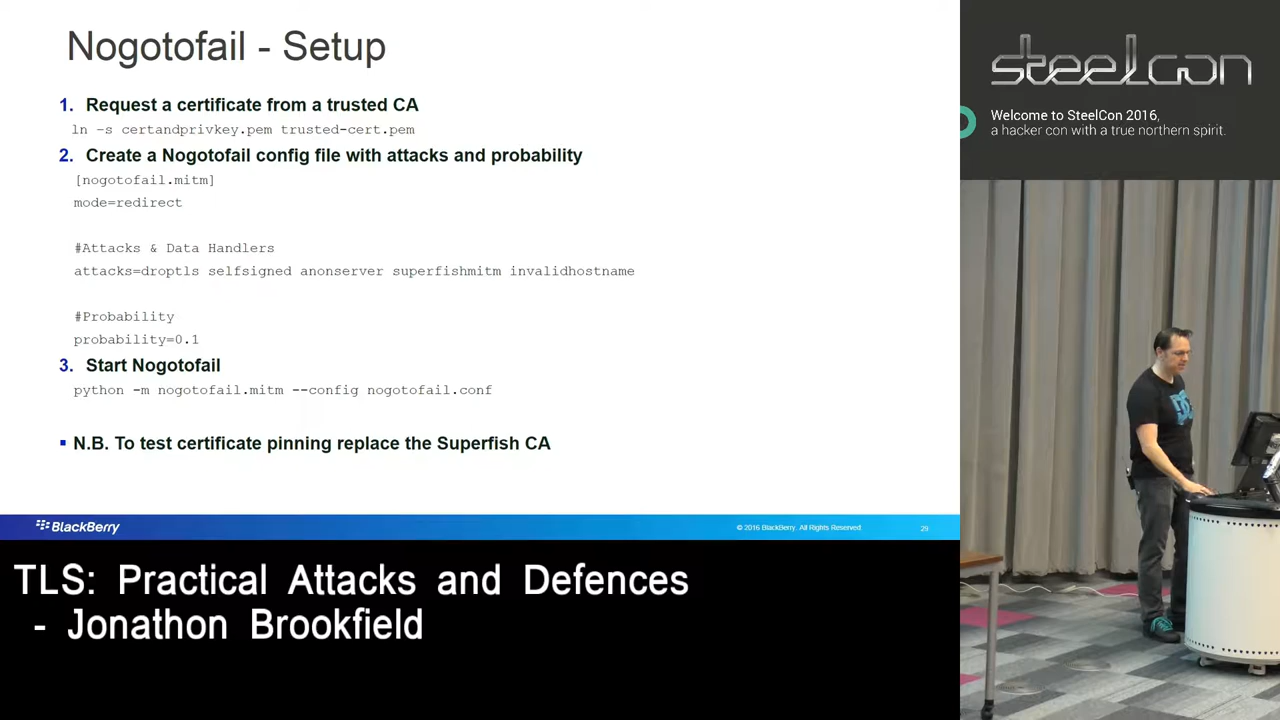 Nogotofail - Setup
1. Request a certificate from a trusted CA
ln –s certandprivkey.pem trusted-cert.pem
2. Create a Nogotofail config file with attacks and probability
[nogotofail.mitm]
mode=redirect
#Attacks & Data Handlers
attacks=droptls selfsigned anonserver superfishmitm invalidhostname
#Probability
probability=0.1
3. Start Nogotofail
python -m nogotofail.mitm --config nogotofail.conf
▪ N.B. To test certificate pinning replace the Superfish CA
BlackBerry
© 2016 BlackBerry. All Rights Reserved.
29
steelcon
Welcome to SteelCon 2016,
a hacker con with a true northern spirit.
TLS: Practical Attacks and Defences
- Jonathon Brookfield